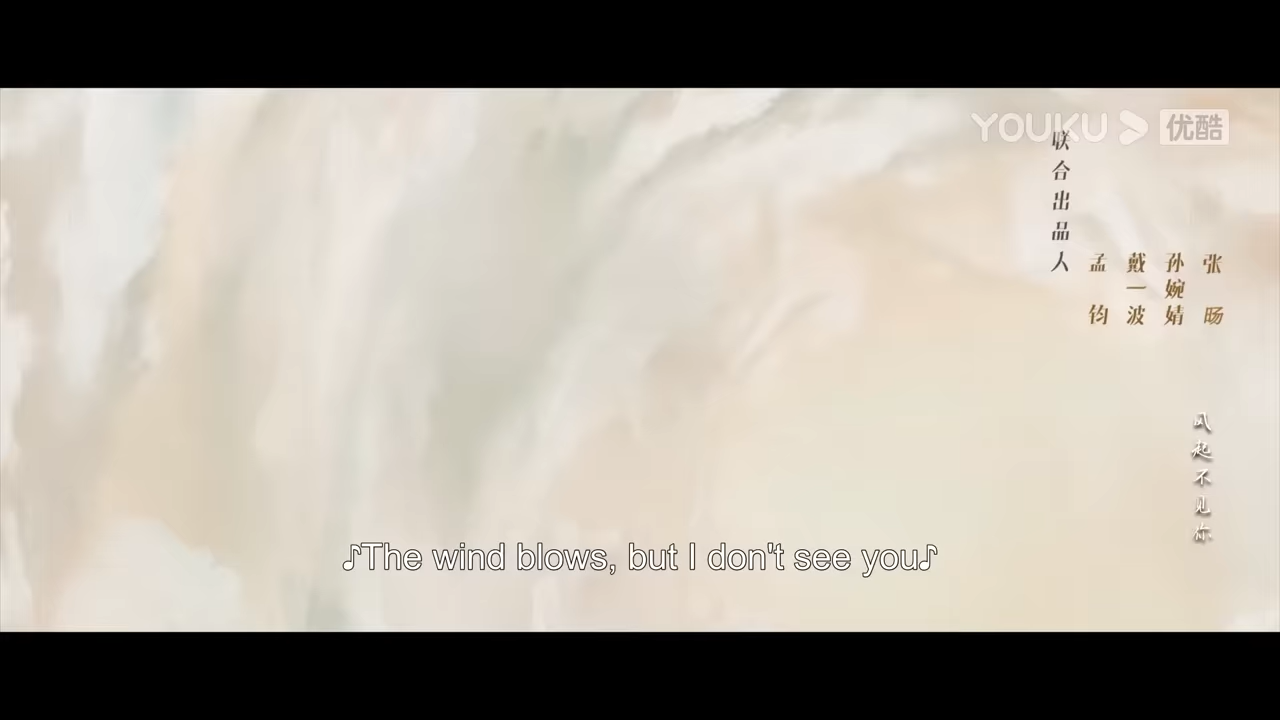 YOUKU 优酷
联合出品人
孟钧
戴一波
孙婉婧
张旸
风起不见你
♪The wind blows, but I don't see you♪